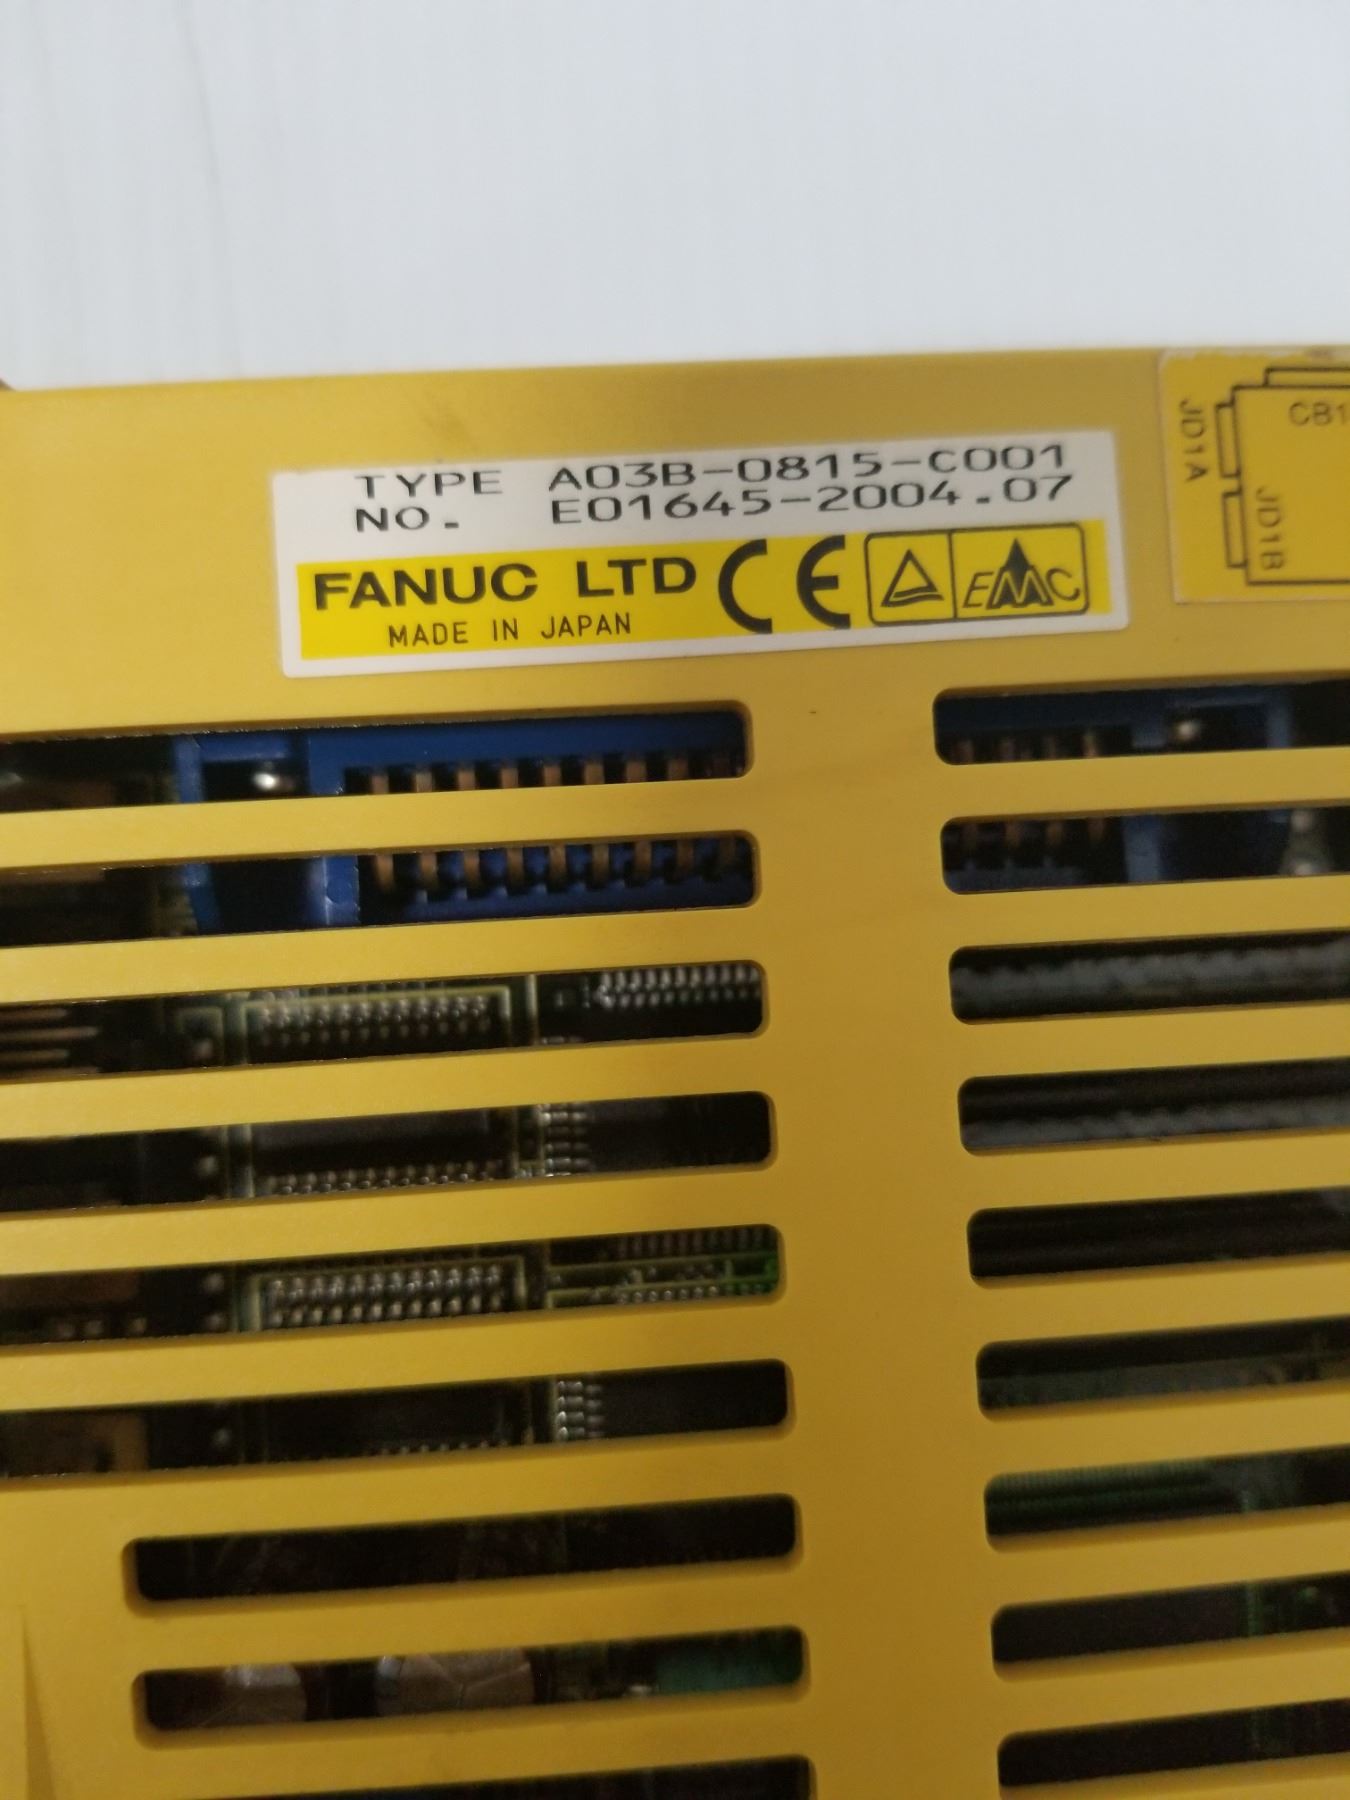 TYPE A03B-0815-C001
NO. E01645-2004.07
FANUC LTD CE EMC
MADE IN JAPAN
JD1A
JD1B
CB1